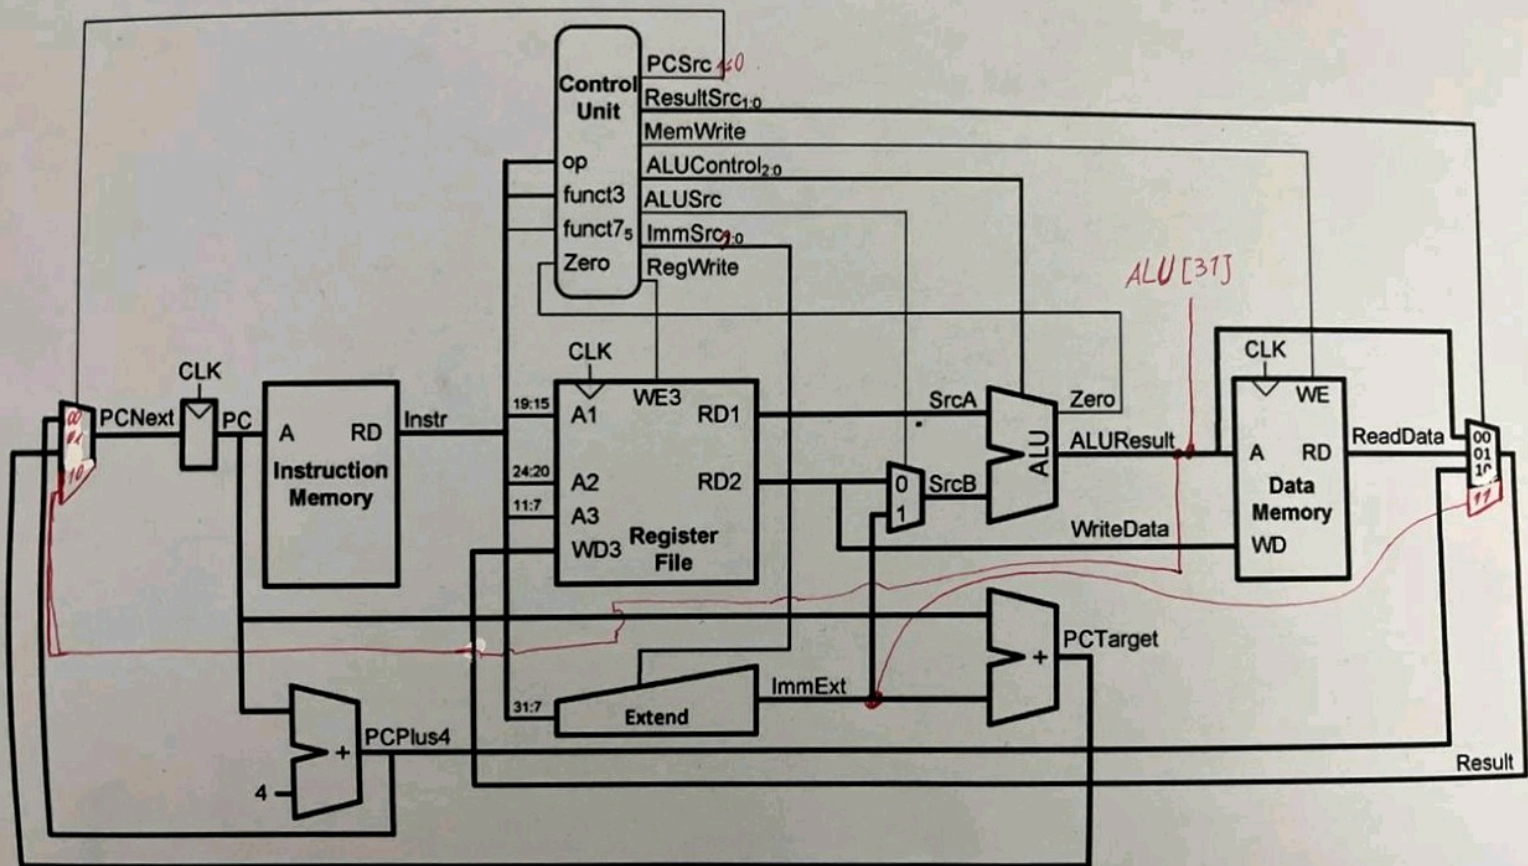 PCSrc 1:0
Control Unit
ResultSrc1:0
MemWrite
op
ALUControl2:0
funct3
ALUSrc
funct75
ImmSrc2:0
Zero
RegWrite
ALU [31]
CLK
CLK
CLK
WE3
WE
00
01
10
PCNext
PC
A
RD
Instruction
Memory
Instr
19:15
A1
RD1
SrcA
Zero
ALU
ALUResult
A
RD
ReadData
00
01
10
11
24:20
A2
RD2
0
SrcB
1
Data
Memory
11:7
A3
WD3
Register
File
WriteData
WD
PCTarget
+
ImmExt
31:7
Extend
PCPlus4
+
4
Result